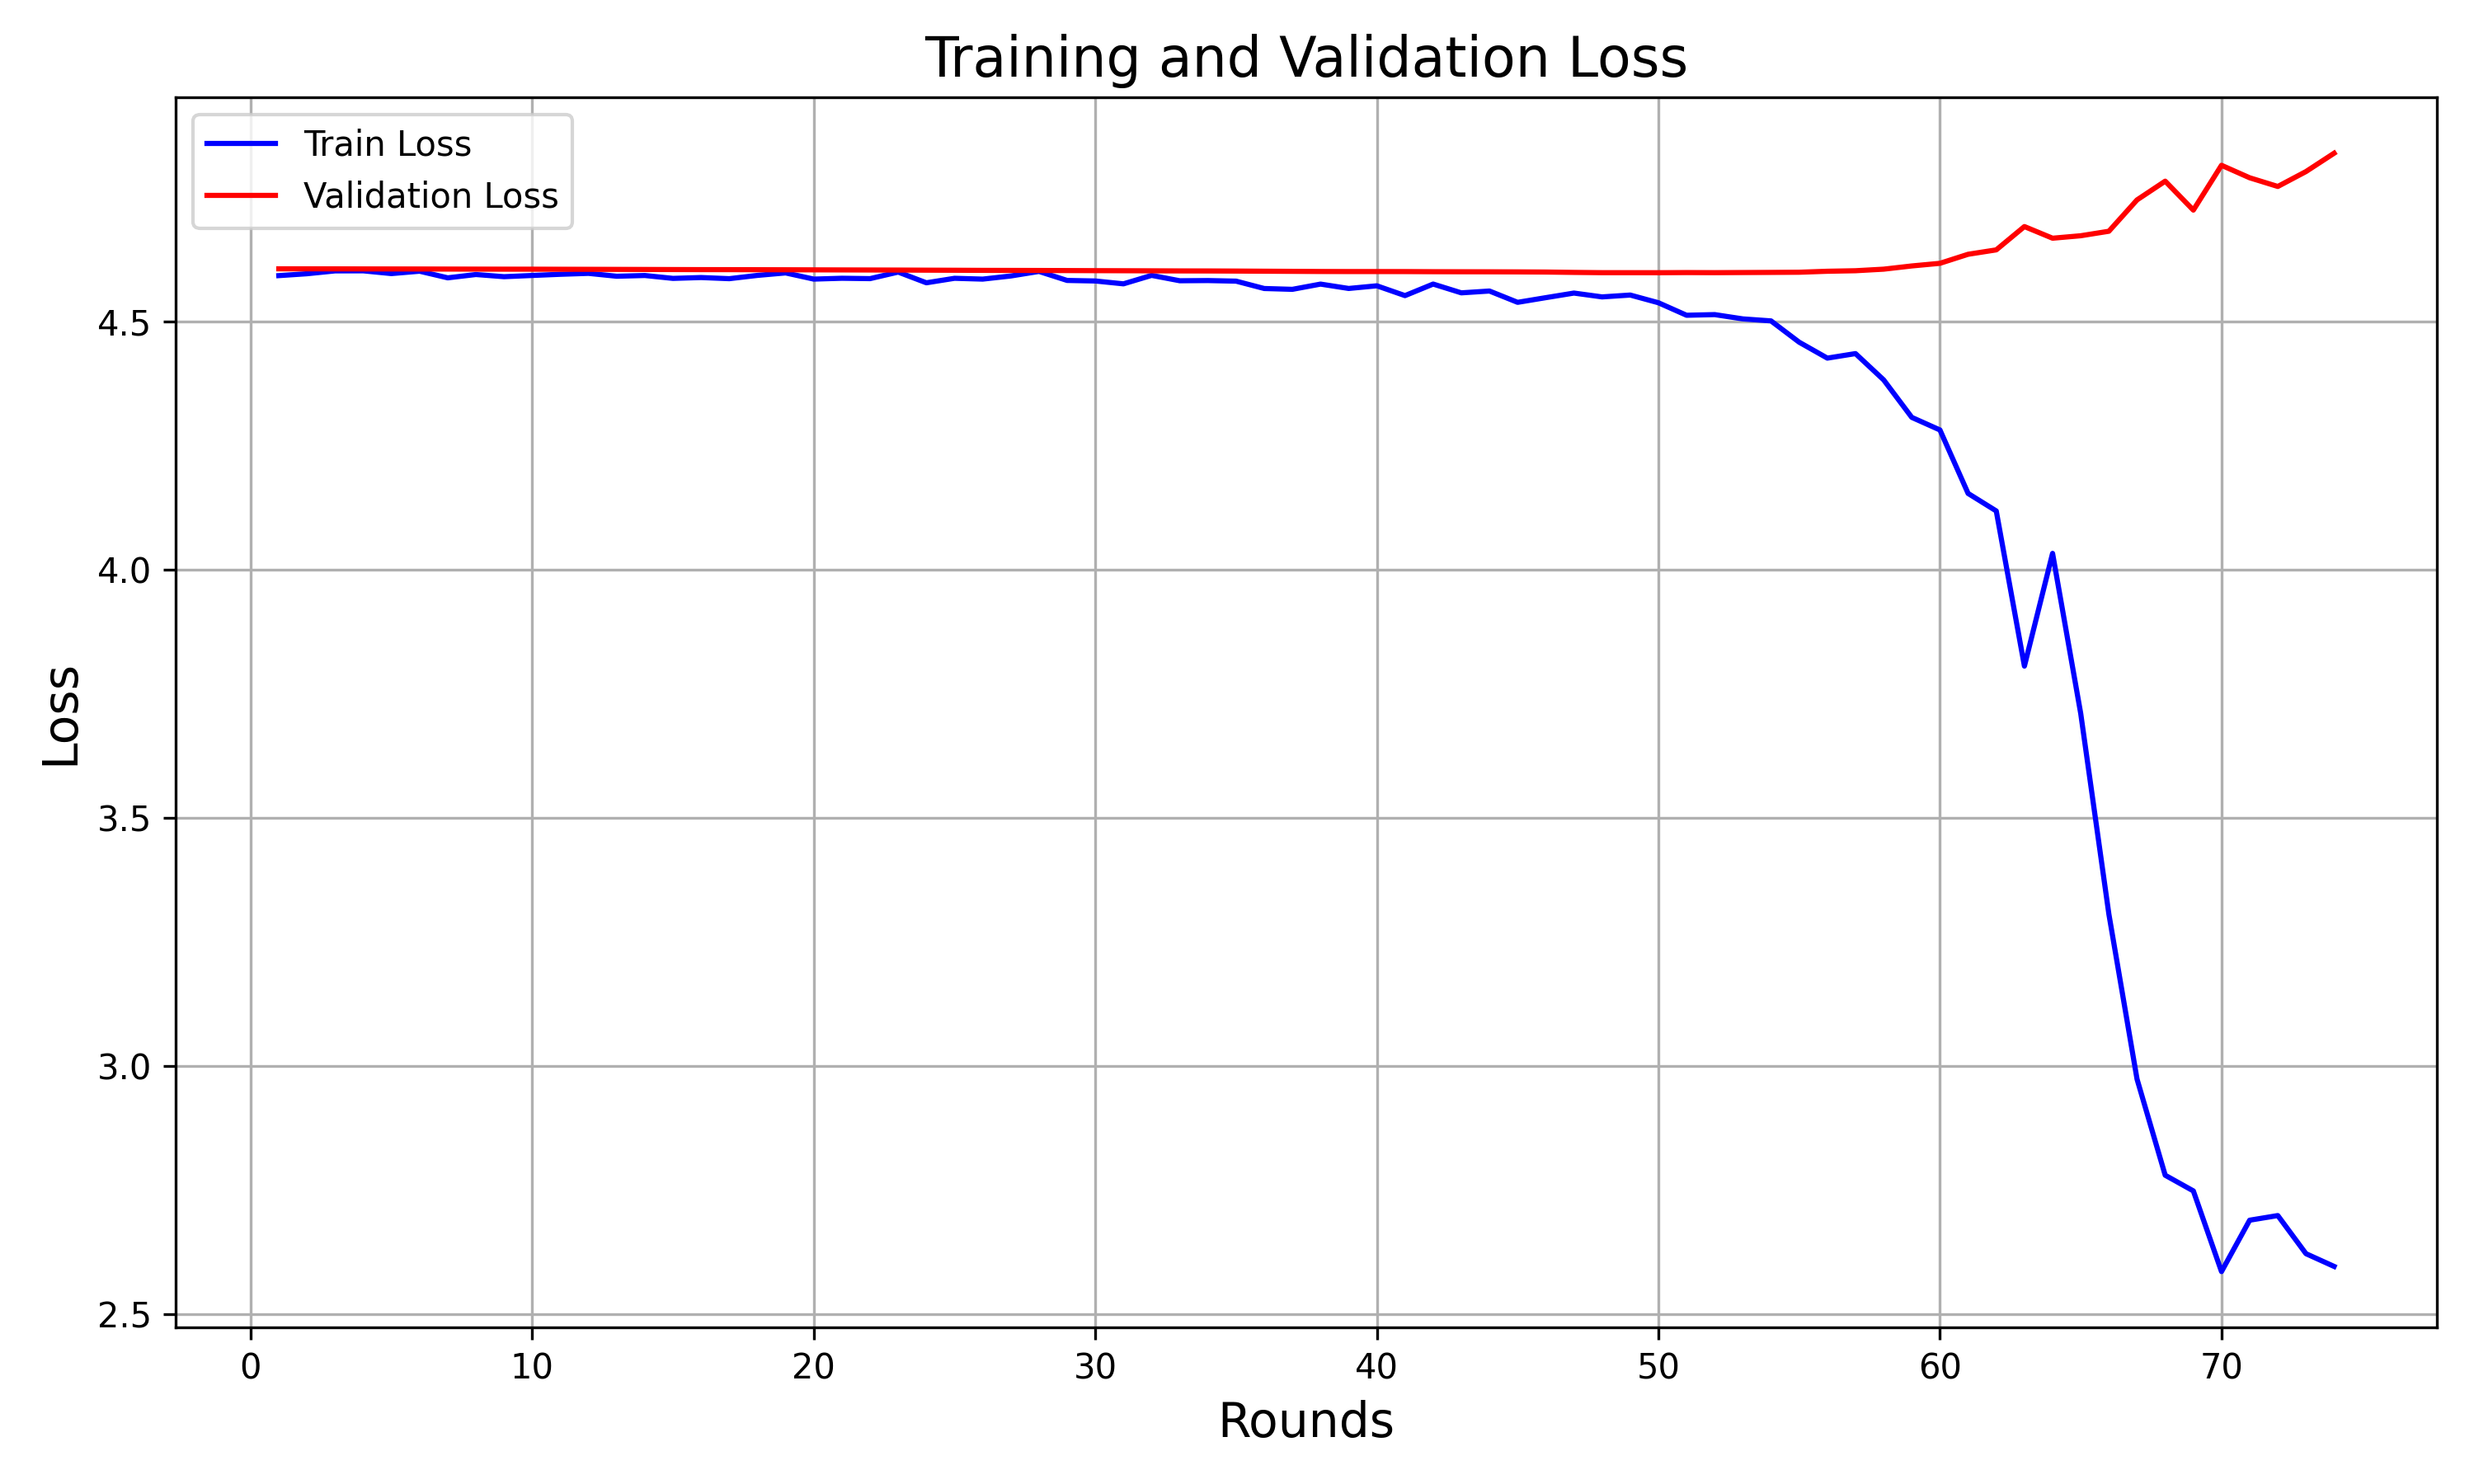 Training and Validation Loss
Train Loss
Validation Loss
Loss
4.5
4.0
3.5
3.0
2.5
0 10 20 30 40 50 60 70
Rounds